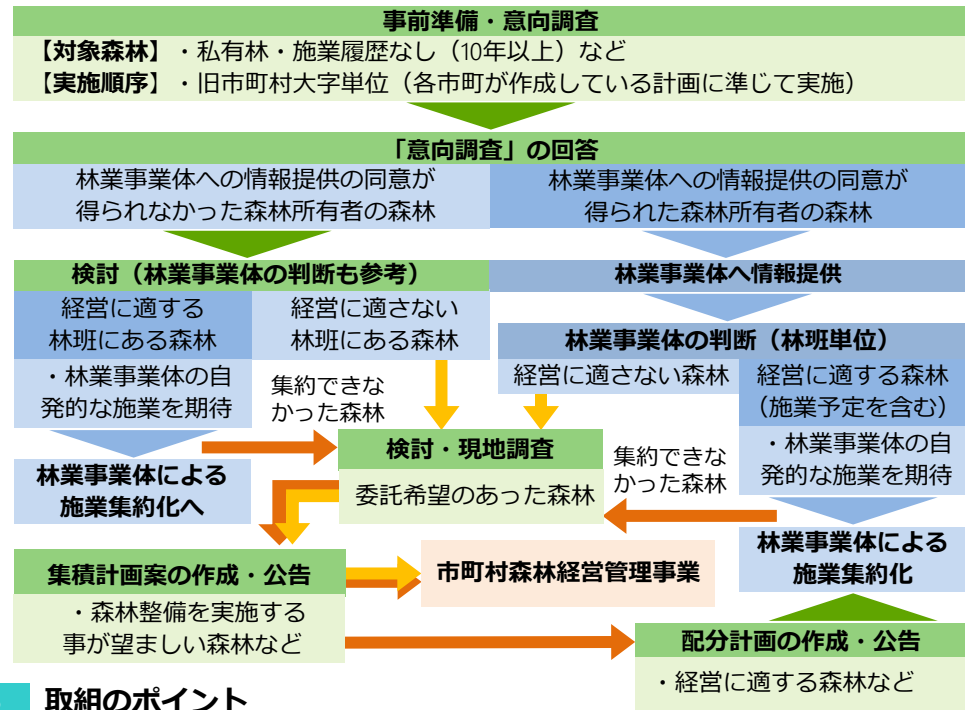 事前準備・意向調査
【対象森林】・私有林・施業履歴なし（10年以上）など
【実施順序】・旧市町村大字単位（各市町が作成している計画に準じて実施）
「意向調査」の回答
林業事業体への情報提供の同意が
得られなかった森林所有者の森林
林業事業体への情報提供の同意が
得られた森林所有者の森林
検討（林業事業体の判断も参考）
経営に適する
林班にある森林
経営に適さない
林班にある森林
・林業事業体の自
発的な施業を期待
林業事業体による
施業集約化へ
集約できな
かった森林
林業事業体へ情報提供
林業事業体の判断（林班単位）
経営に適さない森林
経営に適する森林
（施業予定を含む）
・林業事業体の自
発的な施業を期待
検討・現地調査
委託希望のあった森林
集約できな
かった森林
林業事業体による
施業集約化
集積計画案の作成・公告
・森林整備を実施する
事が望ましい森林など
市町村森林経営管理事業
配分計画の作成・公告
・経営に適する森林など
取組のポイント